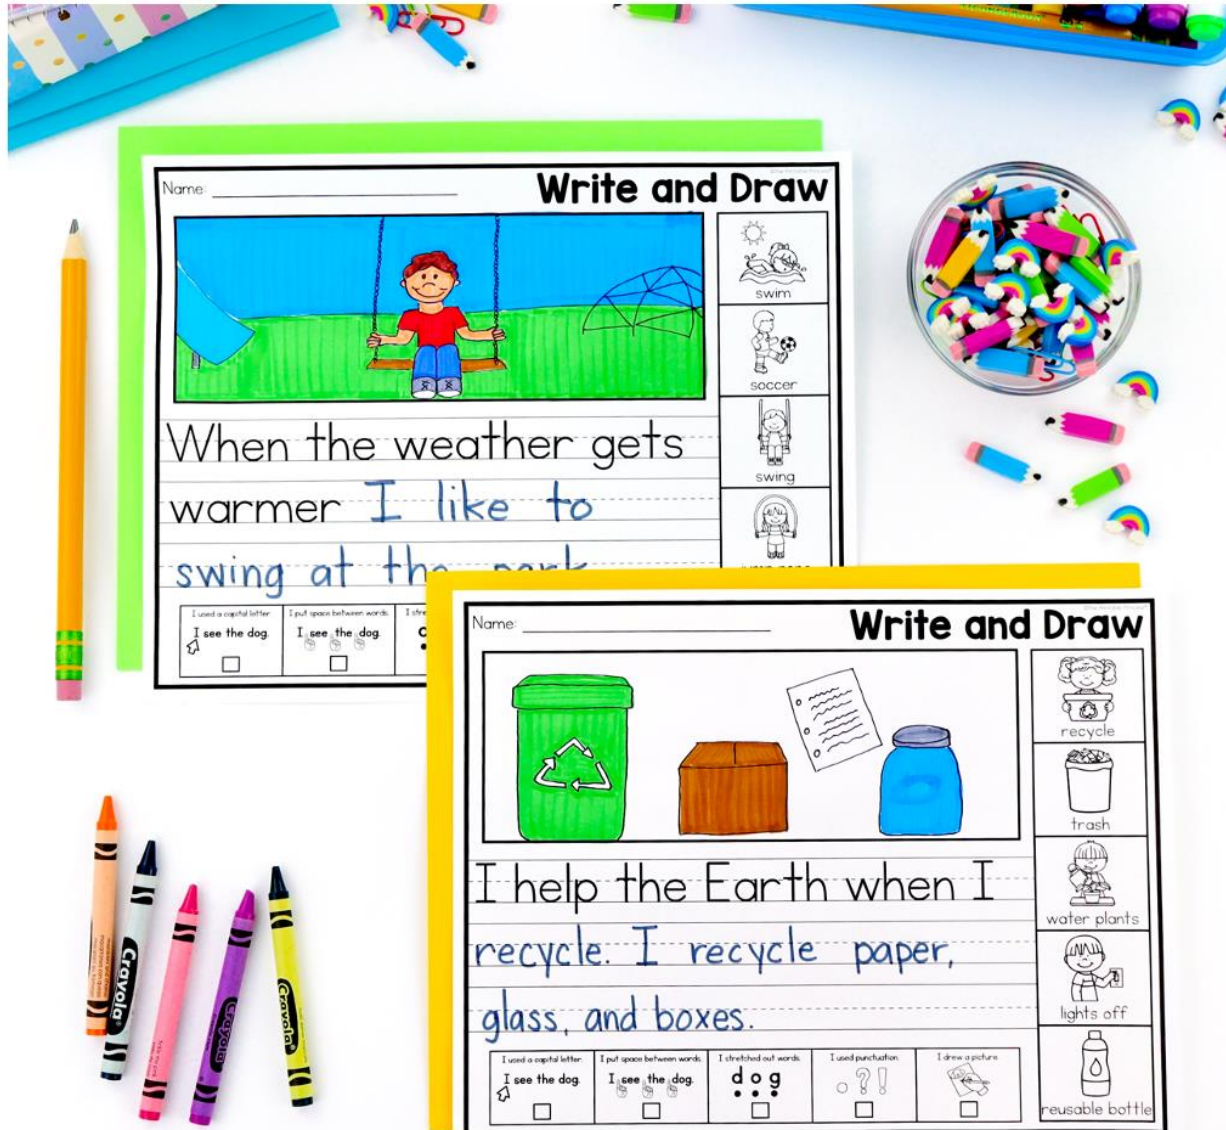 Name:
Write and Draw
swim
soccer
swing
When the weather gets
warmer I like to
swing at the park
I used a capital letter.
I see the dog.
I put space between words.
I see the dog.
Name:
Write and Draw
recycle
trash
water plants
lights off
reusable bottle
I help the Earth when I
recycle. I recycle paper,
glass, and boxes.
I used a capital letter.
I see the dog.
I put space between words.
I see the dog.
I stretched out words.
dog
I used punctuation.
. ? !
I drew a picture.
Crayola
Crayola
Crayola